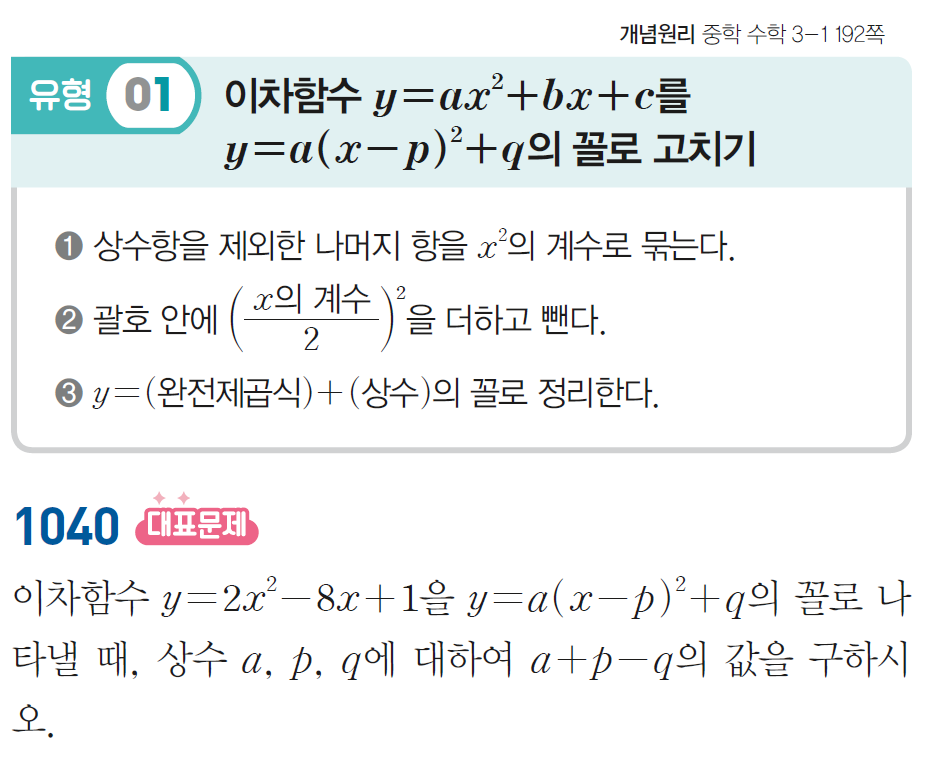 개념원리 중학 수학 3-1 192쪽
유형 01 이차함수 y=ax²+bx+c를
y=a(x-p)²+q의 꼴로 고치기
❶ 상수항을 제외한 나머지 항을 x²의 계수로 묶는다.
❷ 괄호 안에 (x의 계수/2)²을 더하고 뺀다.
❸ y=(완전제곱식)+(상수)의 꼴로 정리한다.
1040 대표문제
이차함수 y=2x²-8x+1을 y=a(x-p)²+q의 꼴로 나
타낼 때, 상수 a, p, q에 대하여 a+p-q의 값을 구하시
오.